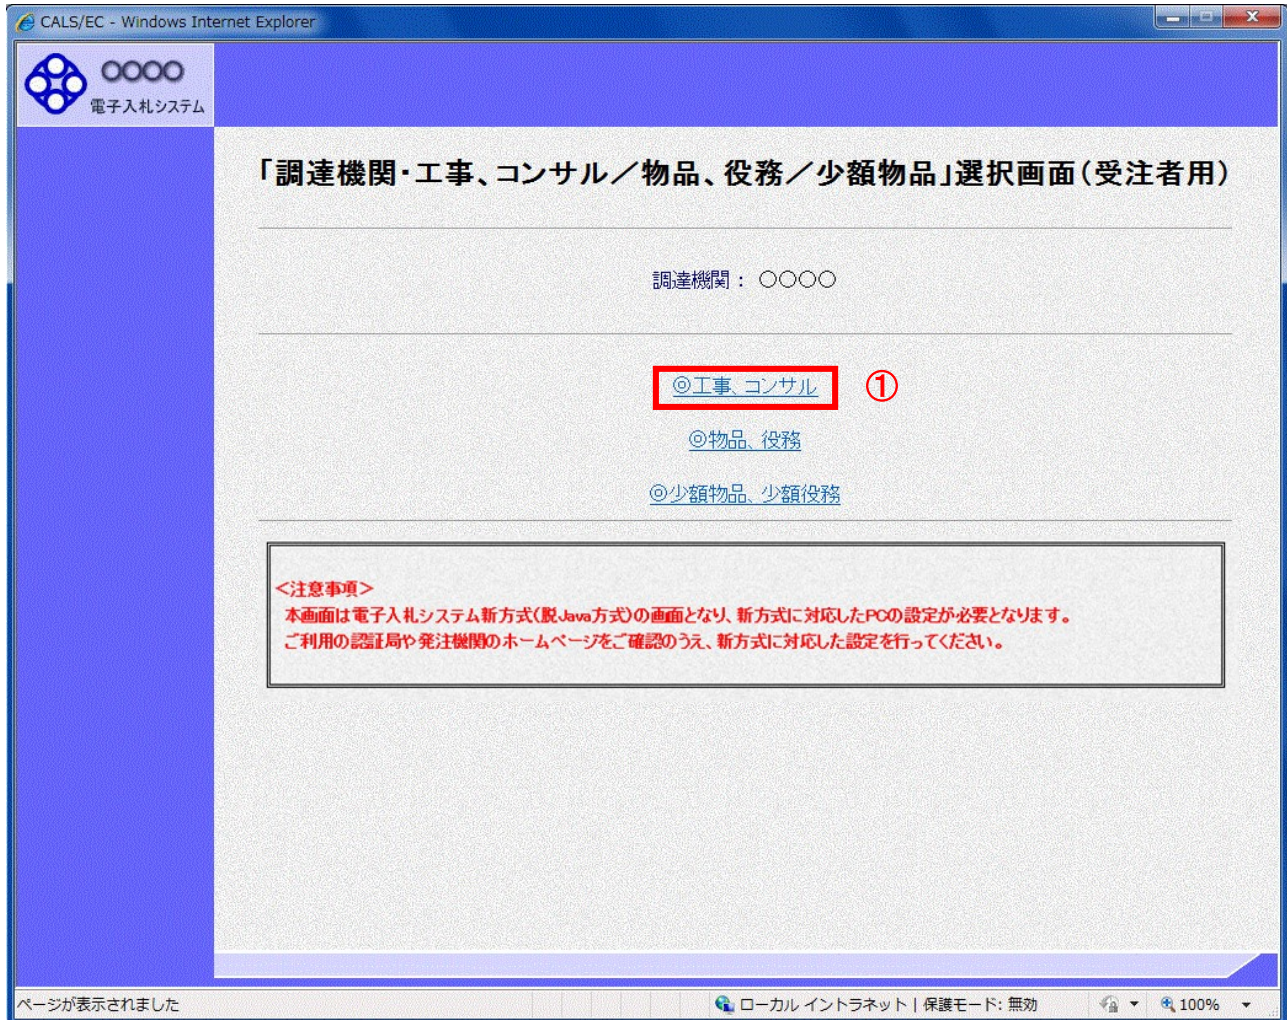 CALS/EC - Windows Internet Explorer
○○○○
電子入札システム
「調達機関・工事、コンサル／物品、役務／少額物品」選択画面（受注者用）
調達機関： ○○○○
◎工事、コンサル
①
◎物品、役務
◎少額物品、少額役務
＜注意事項＞
本画面は電子入札システム新方式(脱Java方式)の画面となり、新方式に対応したPCの設定が必要となります。
ご利用の認証局や発注機関のホームページをご確認のうえ、新方式に対応した設定を行ってください。
ページが表示されました
ローカル イントラネット | 保護モード: 無効
100%